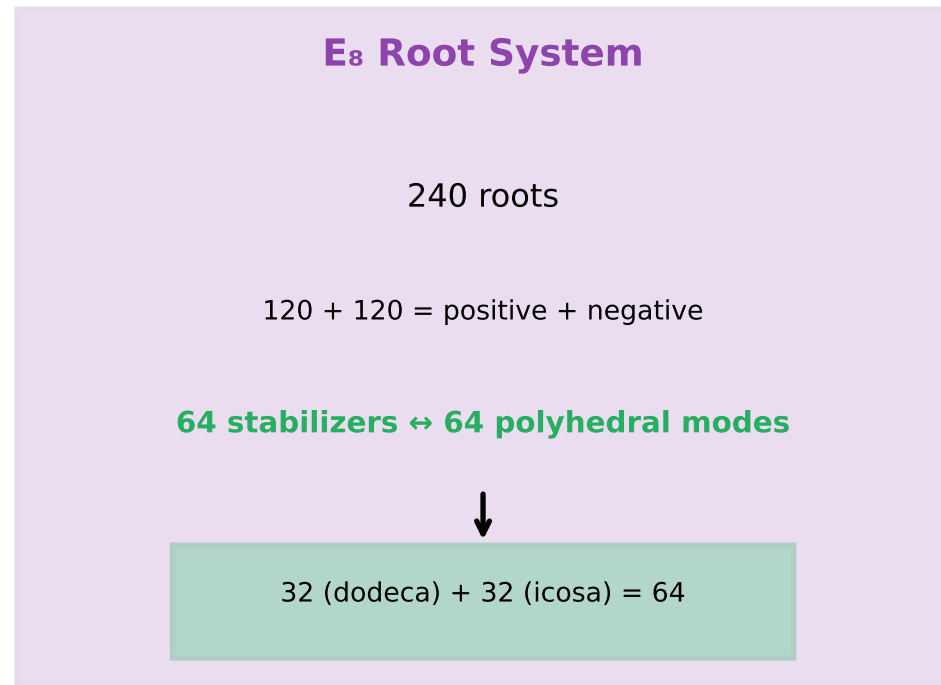 E₈ Root System
240 roots
120 + 120 = positive + negative
64 stabilizers ↔ 64 polyhedral modes
32 (dodeca) + 32 (icosa) = 64